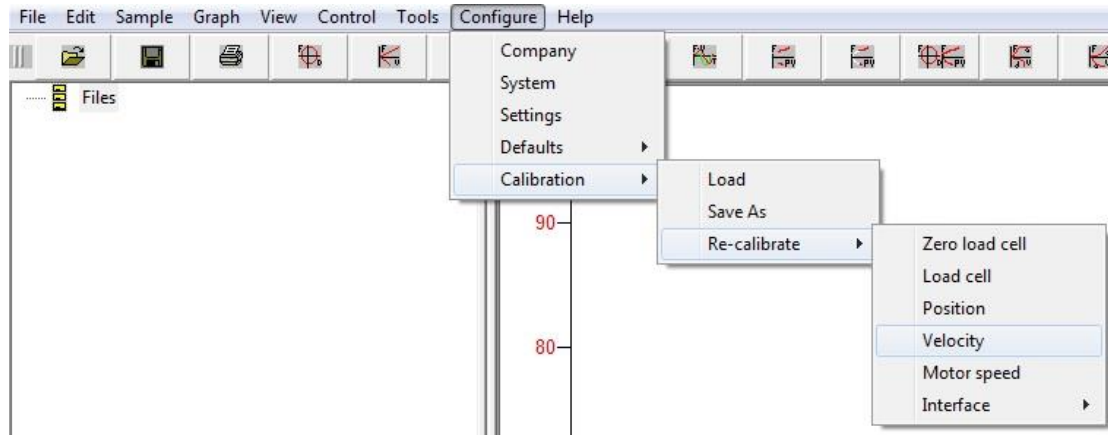 File Edit Sample Graph View Control Tools Configure Help
Files
Company
System
Settings
Defaults
Calibration
Load
Save As
Re-calibrate
Zero load cell
Load cell
Position
Velocity
Motor speed
Interface
90
80